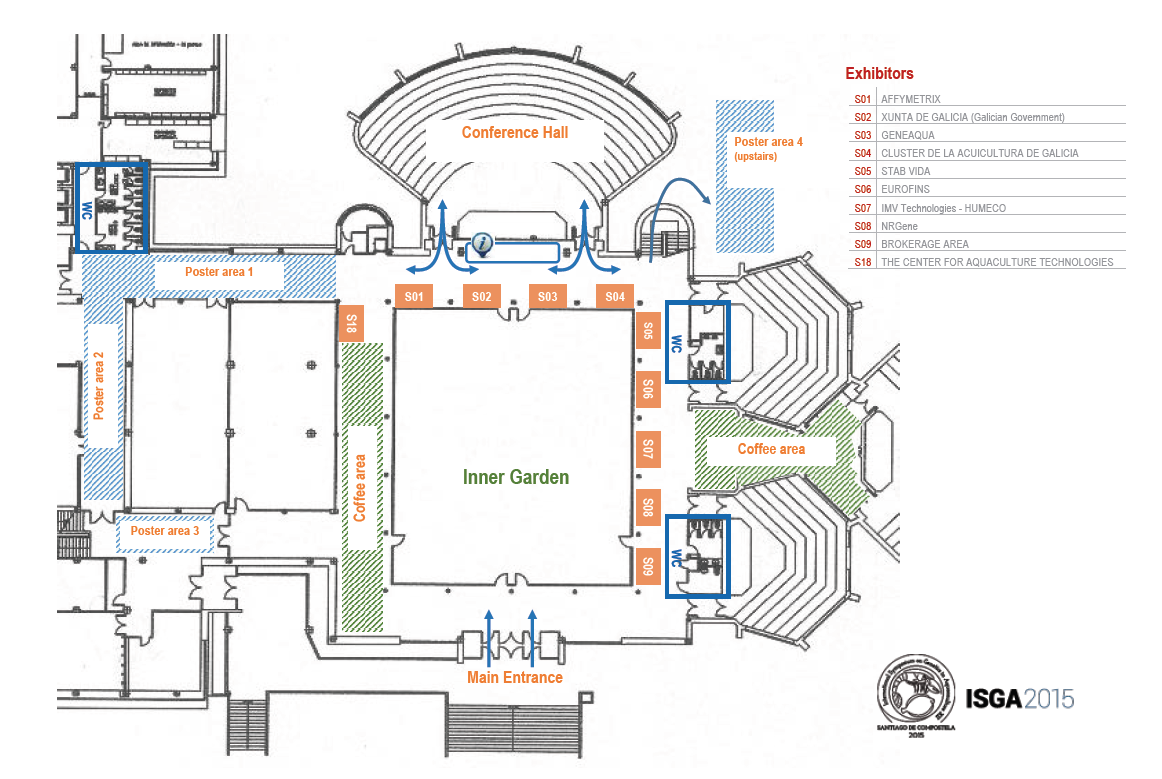 Exhibitors
S01 AFFYMETRIX
S02 XUNTA DE GALICIA (Galician Government)
S03 GENEAQUA
S04 CLUSTER DE LA ACUICULTURA DE GALICIA
S05 STAB VIDA
S06 EUROFINS
S07 IMV Technologies - HUMECO
S08 NRGene
S09 BROKERAGE AREA
S18 THE CENTER FOR AQUACULTURE TECHNOLOGIES
Conference Hall
Poster area 4
(upstairs)
WC
i
Poster area 1
S01
S02
S03
S04
S18
S05
WC
Poster area 2
S06
Coffee area
S07
Coffee area
Inner Garden
S08
Poster area 3
WC
S09
Main Entrance
SANTIAGO DE COMPOSTELA
2015
ISGA2015